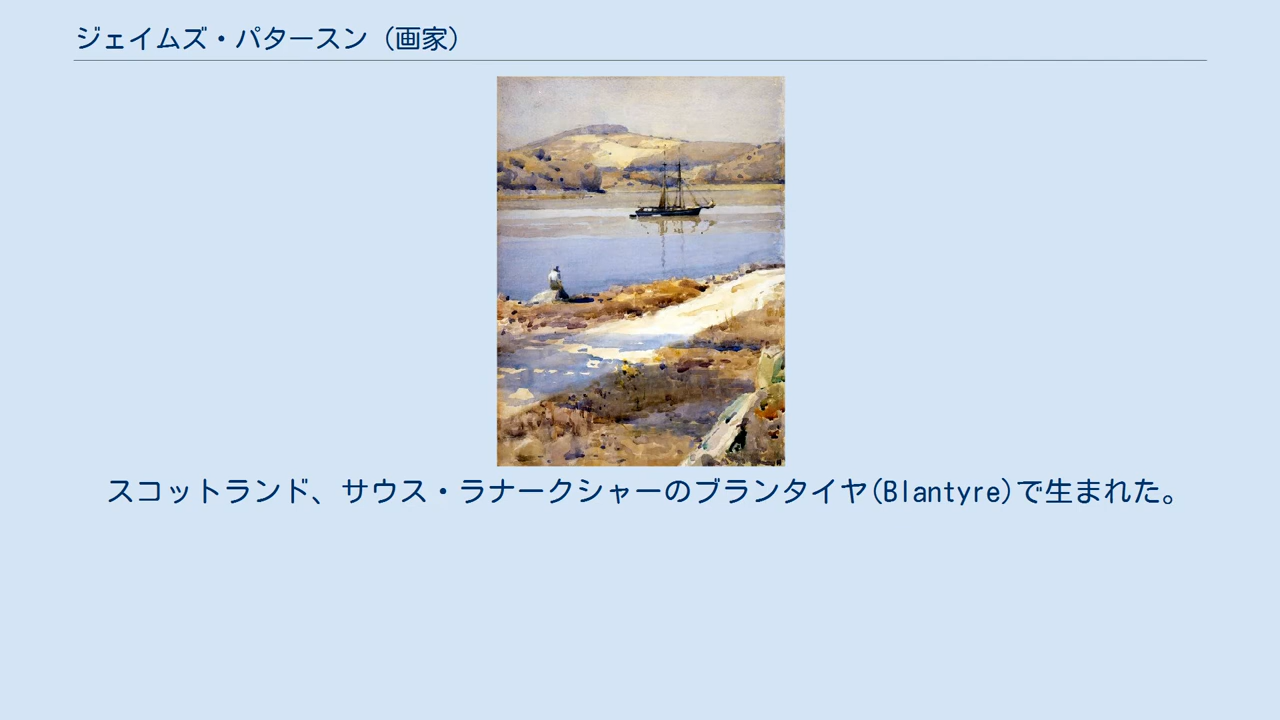 ジェイムズ・パタースン（画家）
スコットランド、サウス・ラナークシャーのブランタイヤ(Blantyre)で生まれた。